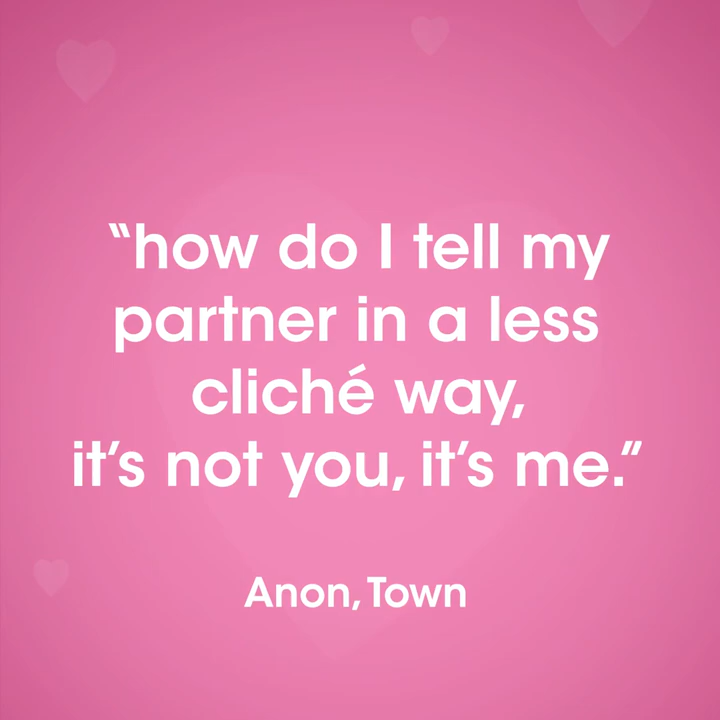 “how do I tell my
partner in a less
cliché way,
it’s not you, it’s me.”
Anon, Town